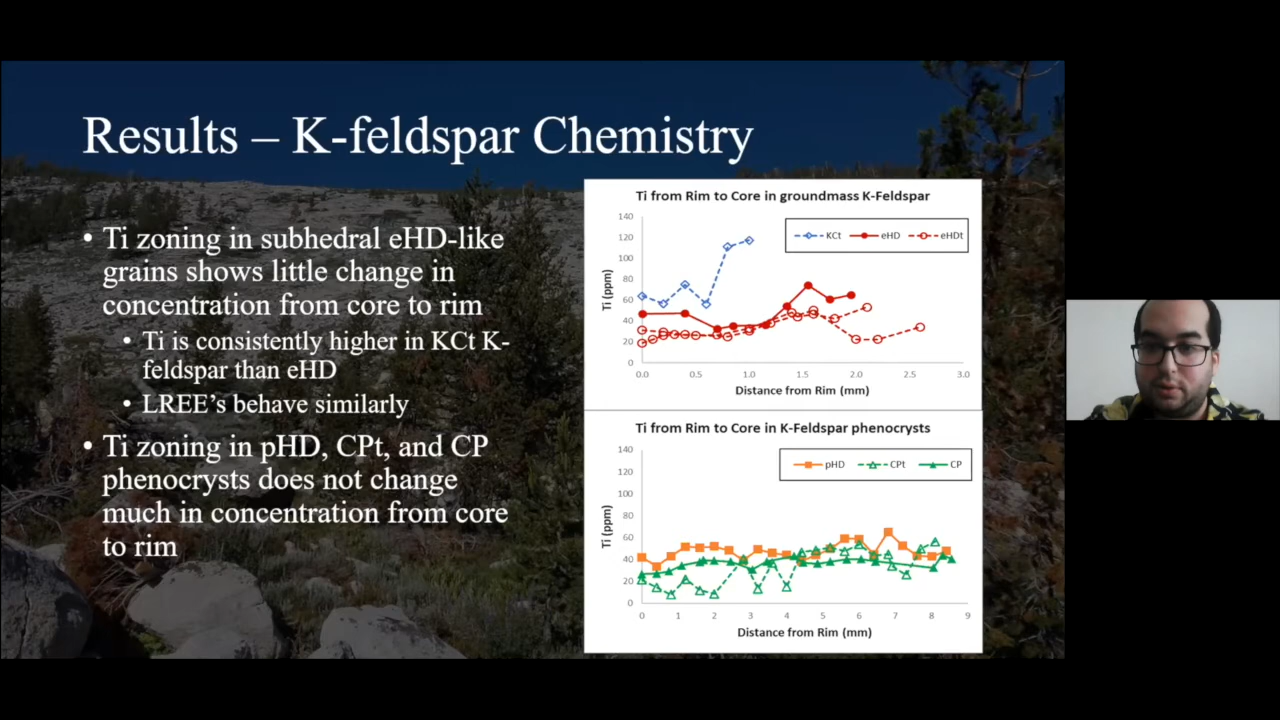 Results – K-feldspar Chemistry
• Ti zoning in subhedral eHD-like
grains shows little change in
concentration from core to rim
• Ti is consistently higher in KCt K-
feldspar than eHD
• LREE’s behave similarly
• Ti zoning in pHD, CPt, and CP
phenocrysts does not change
much in concentration from core
to rim
Ti from Rim to Core in groundmass K-Feldspar
KCt eHD eHDt
Ti (ppm)
140
120
100
80
60
40
20
0
0.0 0.5 1.0 1.5 2.0 2.5 3.0
Distance from Rim (mm)
Ti from Rim to Core in K-Feldspar phenocrysts
pHD CPt CP
Ti (ppm)
140
120
100
80
60
40
20
0
0 1 2 3 4 5 6 7 8 9
Distance from Rim (mm)